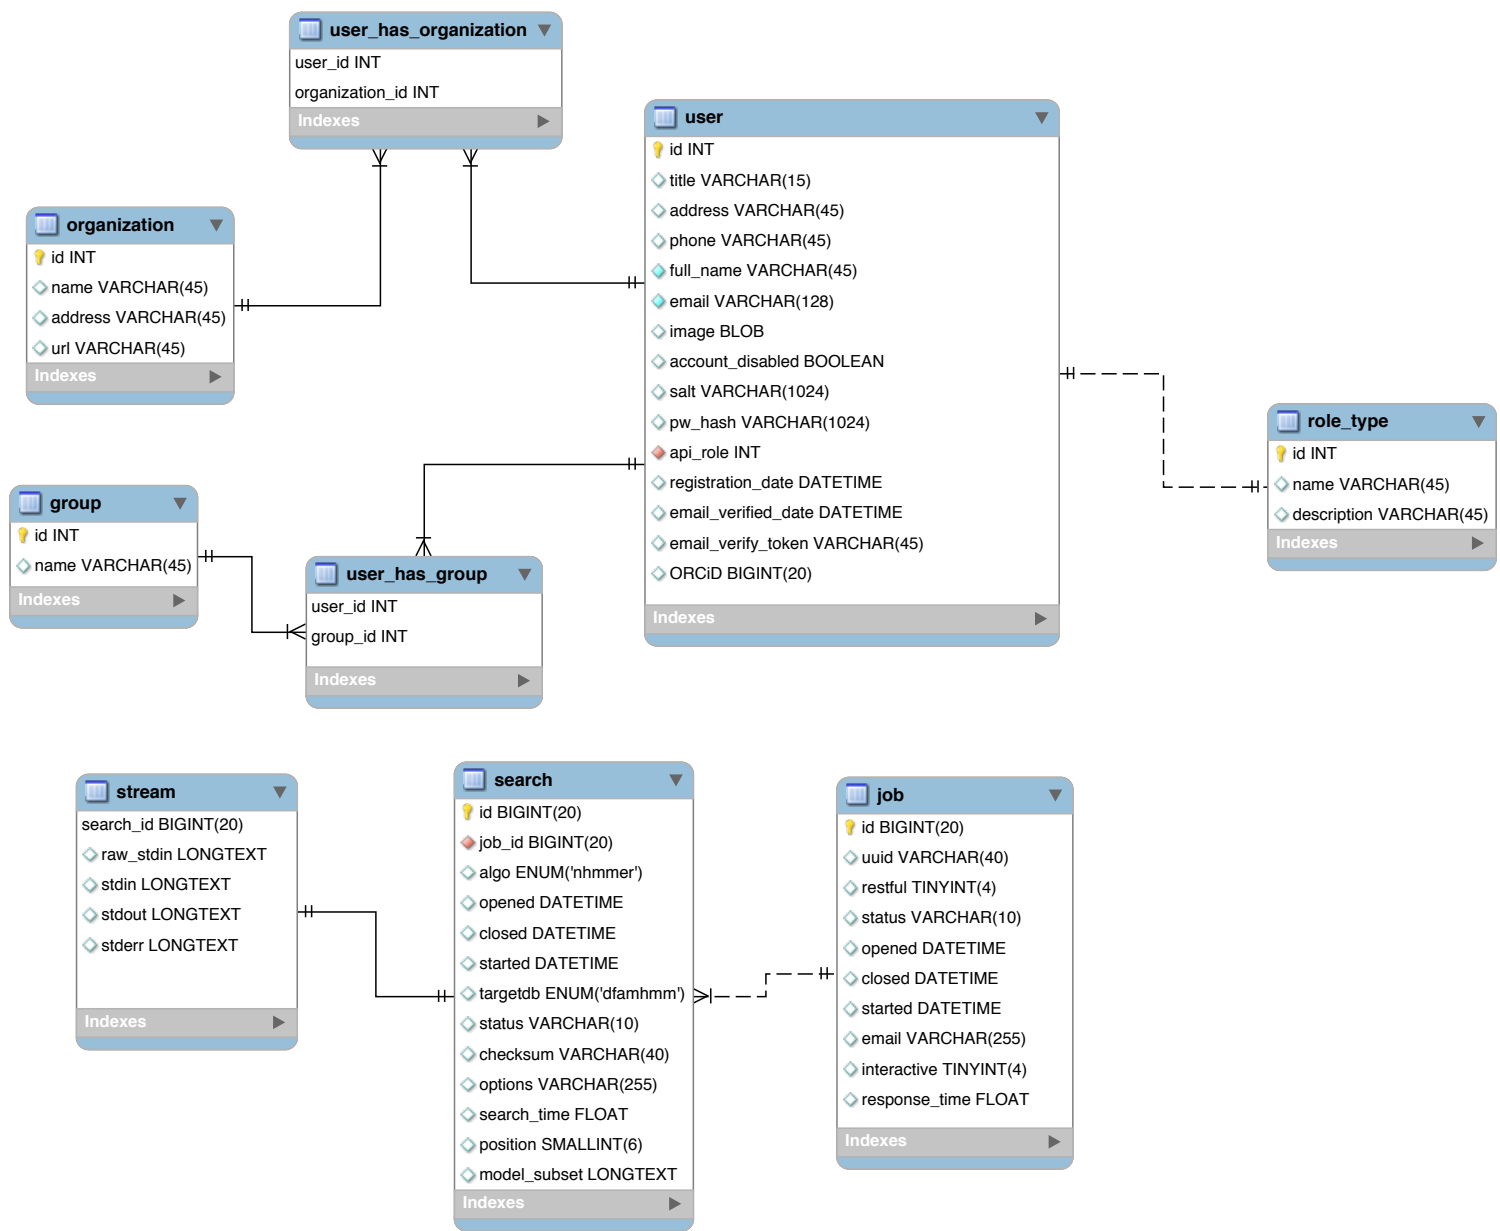 user_has_organization
user_id INT
organization_id INT
Indexes
user
id INT
title VARCHAR(15)
address VARCHAR(45)
phone VARCHAR(45)
full_name VARCHAR(45)
email VARCHAR(128)
image BLOB
account_disabled BOOLEAN
salt VARCHAR(1024)
pw_hash VARCHAR(1024)
api_role INT
registration_date DATETIME
email_verified_date DATETIME
email_verify_token VARCHAR(45)
ORCiD BIGINT(20)
Indexes
organization
id INT
name VARCHAR(45)
address VARCHAR(45)
url VARCHAR(45)
Indexes
role_type
id INT
name VARCHAR(45)
description VARCHAR(45)
Indexes
group
id INT
name VARCHAR(45)
Indexes
user_has_group
user_id INT
group_id INT
Indexes
stream
search_id BIGINT(20)
raw_stdin LONGTEXT
stdin LONGTEXT
stdout LONGTEXT
stderr LONGTEXT
Indexes
search
id BIGINT(20)
job_id BIGINT(20)
algo ENUM('nhmmer')
opened DATETIME
closed DATETIME
started DATETIME
targetdb ENUM('dfamhmm')
status VARCHAR(10)
checksum VARCHAR(40)
options VARCHAR(255)
search_time FLOAT
position SMALLINT(6)
model_subset LONGTEXT
Indexes
job
id BIGINT(20)
uuid VARCHAR(40)
restful TINYINT(4)
status VARCHAR(10)
opened DATETIME
closed DATETIME
started DATETIME
email VARCHAR(255)
interactive TINYINT(4)
response_time FLOAT
Indexes